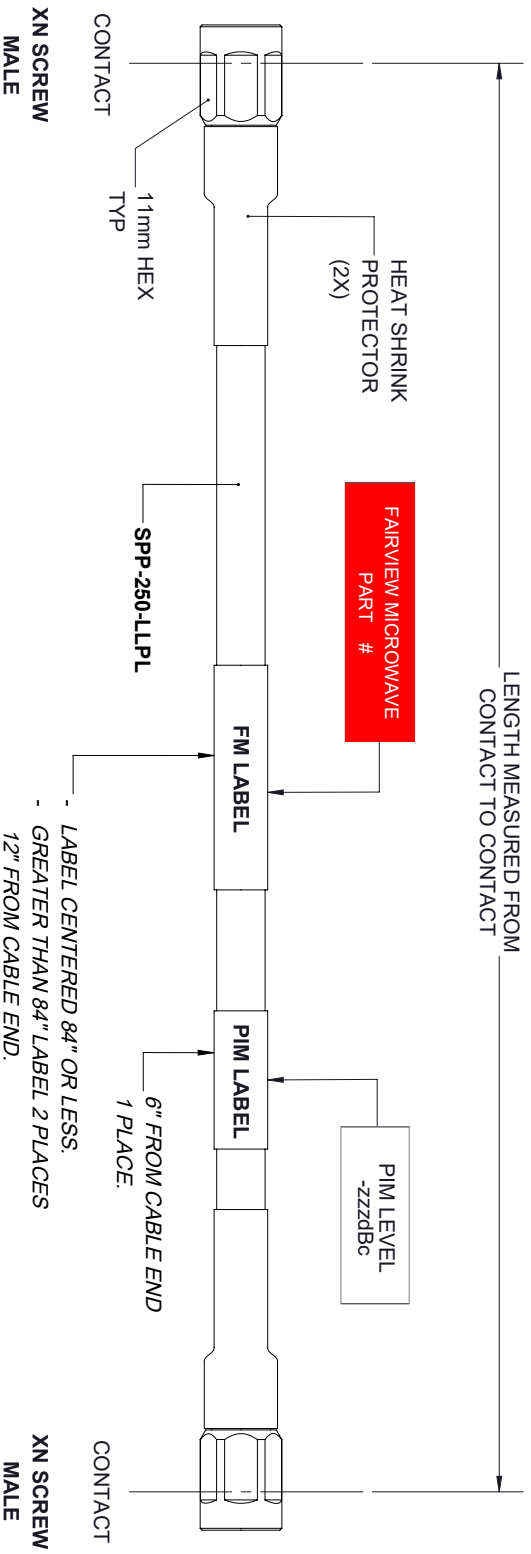 LENGTH MEASURED FROM
CONTACT TO CONTACT
FAIRVIEW MICROWAVE
PART #
PIM LEVEL
-zzzdBc
HEAT SHRINK
PROTECTOR
(2X)
FM LABEL
PIM LABEL
11mm HEX
TYP
SPP-250-LLPL
6" FROM CABLE END
1 PLACE.
- LABEL CENTERED 84" OR LESS.
- GREATER THAN 84" LABEL 2 PLACES
12" FROM CABLE END.
CONTACT
XN SCREW
MALE
CONTACT
XN SCREW
MALE